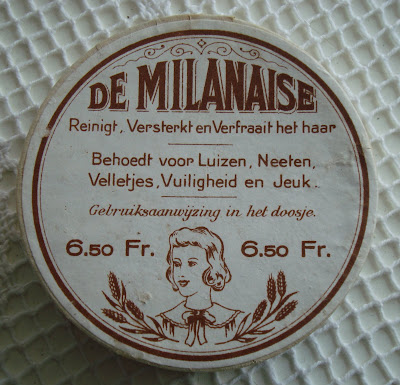 DE MILANAISE
Reinigt, Versterkt en Verfraait het haar
Behoedt voor Luizen, Neeten,
Velletjes, Vuiligheid en Jeuk.
Gebruiksaanwijzing in het doosje.
6.50 Fr. 6.50 Fr.